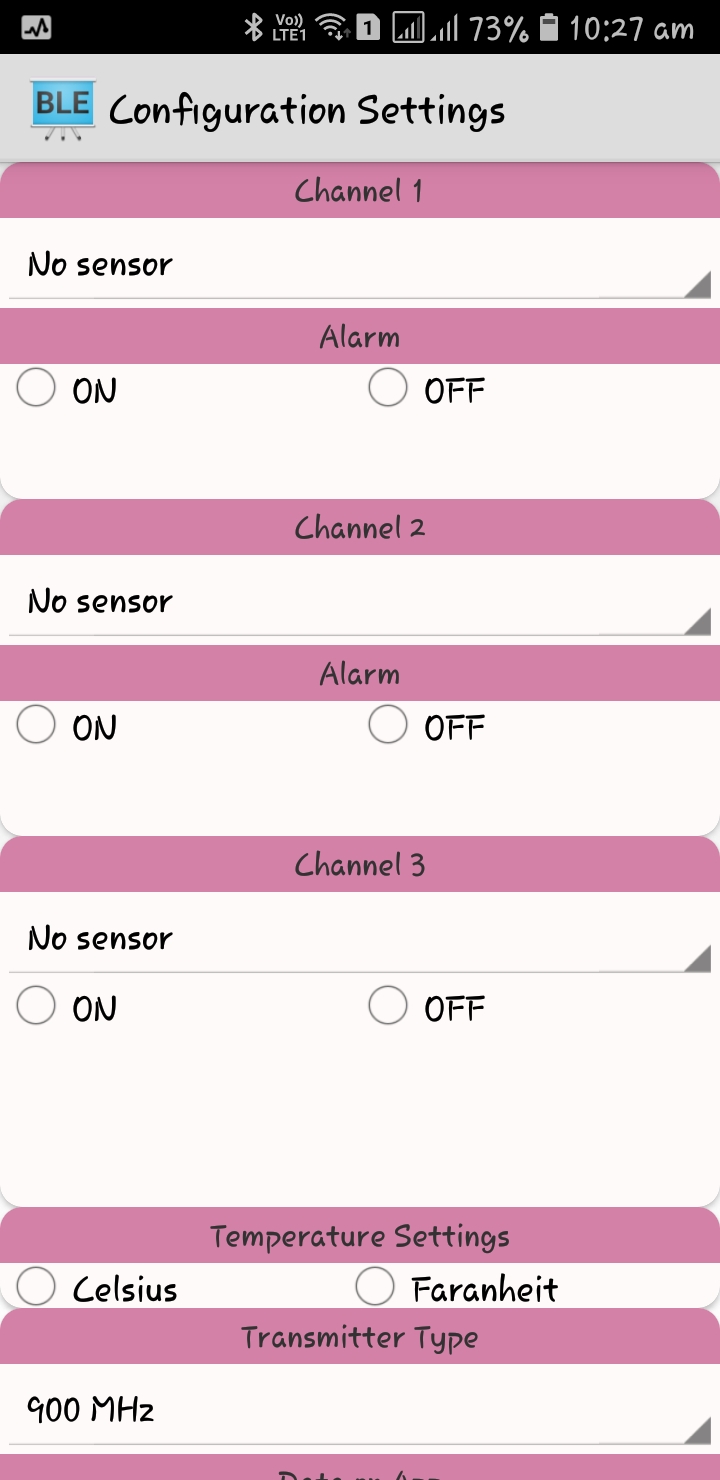 Vo)) LTE1 1 73% 10:27 am
BLE Configuration Settings
Channel 1
No sensor
Alarm
ON OFF
Channel 2
No sensor
Alarm
ON OFF
Channel 3
No sensor
ON OFF
Temperature Settings
Celsius Faranheit
Transmitter Type
900 MHz